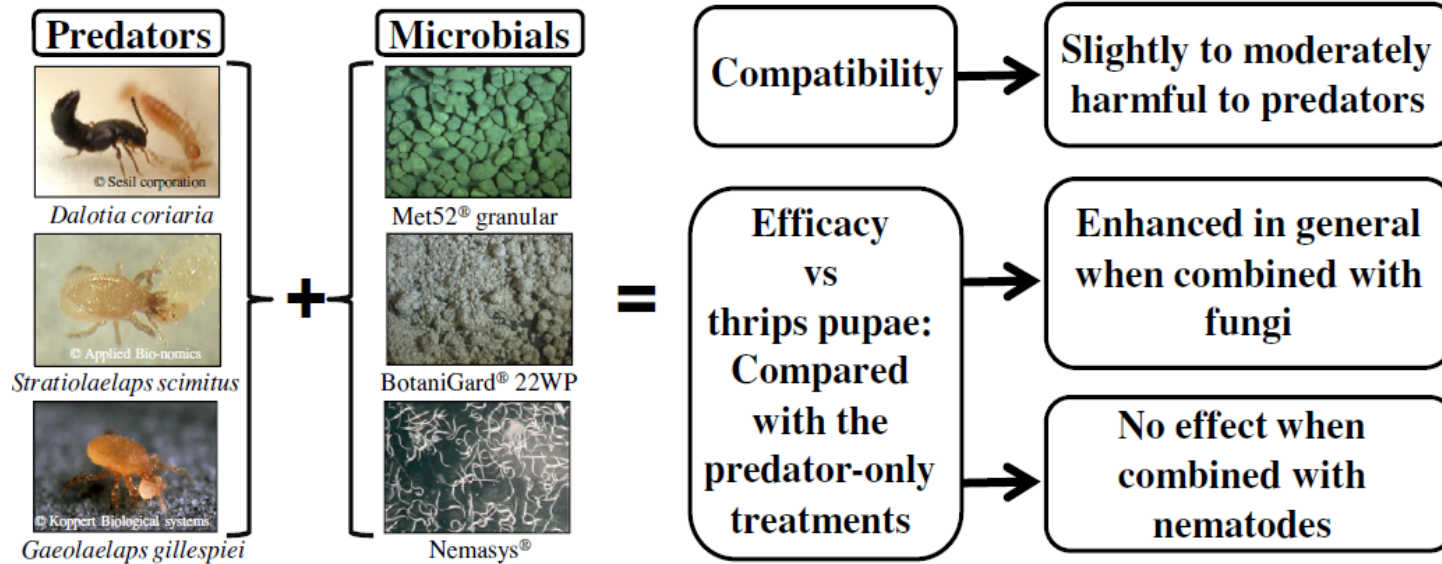 Predators
© Sesil corporation
Dalotia coriaria
© Applied Bio-nomics
Stratiolaelaps scimitus
© Koppert Biological systems
Gaeolaelaps gillespiei
+
Microbials
Met52® granular
BotaniGard® 22WP
Nemasys®
=
Compatibility
Slightly to moderately
harmful to predators
Efficacy
vs
thrips pupae:
Compared
with the
predator-only
treatments
Enhanced in general
when combined with
fungi
No effect when
combined with
nematodes